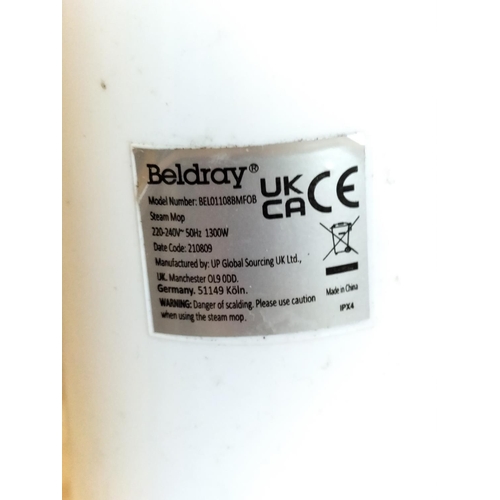 Beldray®
UK
CA
CE
Model Number: BEL01108BMFOB
Steam Mop
220-240V~ 50Hz 1300W
Date Code: 210809
Manufactured by: UP Global Sourcing UK Ltd.,
UK. Manchester OL9 0DD.
Germany. 51149 Köln.
Made in China
WARNING: Danger of scalding. Please use caution
when using the steam mop.
IPX4